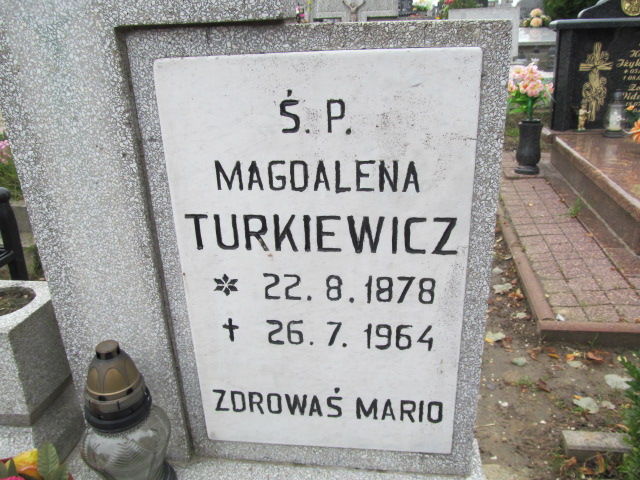 Ś. P.
MAGDALENA
TURKIEWICZ
* 22. 8. 1878
✝ 26. 7. 1964
ZDROWAŚ MARIO